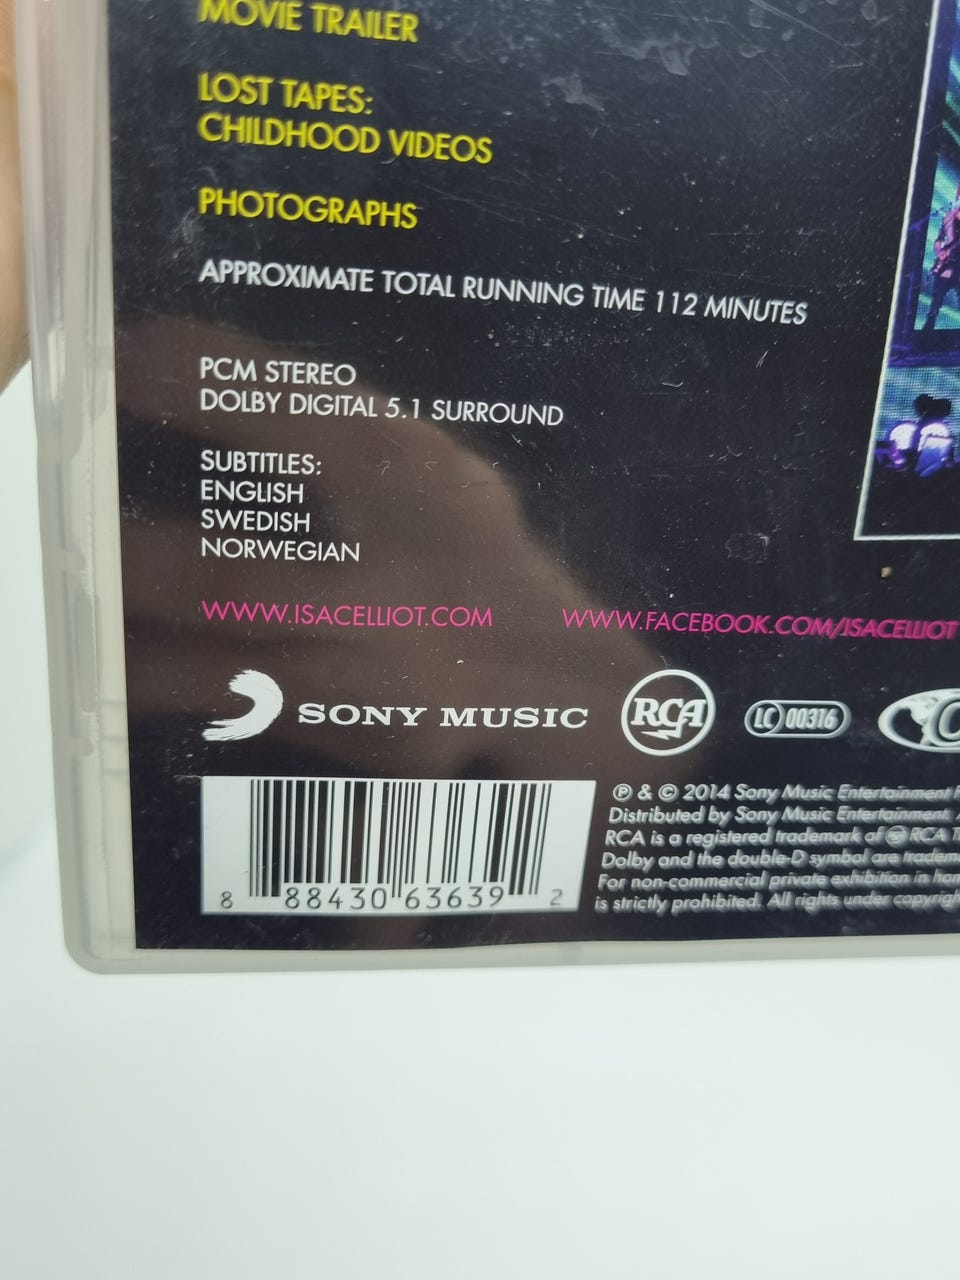 MOVIE TRAILER
LOST TAPES:
CHILDHOOD VIDEOS
PHOTOGRAPHS
APPROXIMATE TOTAL RUNNING TIME 112 MINUTES
PCM STEREO
DOLBY DIGITAL 5.1 SURROUND
SUBTITLES:
ENGLISH
SWEDISH
NORWEGIAN
WWW.ISACELLIOT.COM WWW.FACEBOOK.COM/ISACELLIOT
SONY MUSIC RCA LC 00316
8 88430 63639 2
℗ & © 2014 Sony Music Entertainment
Distributed by Sony Music Entertainment.
RCA is a registered trademark of RCA
Dolby and the double-D symbol are
For non-commercial private exhibition in
is strictly prohibited. All rights under